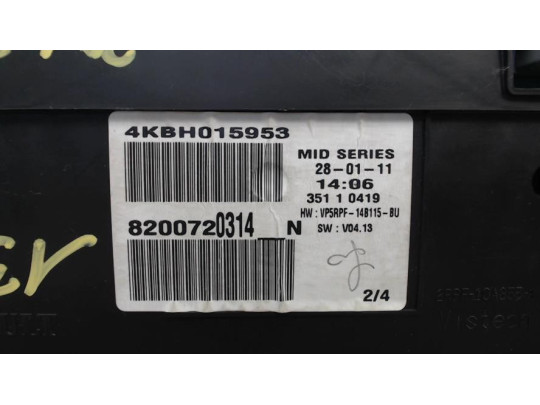 4KBH015953
MID SERIES
28-01-11
14:06
351 1 0419
HW : VP5RPF-14B115-BU
8200720314__N
SW : V04.13
2/4